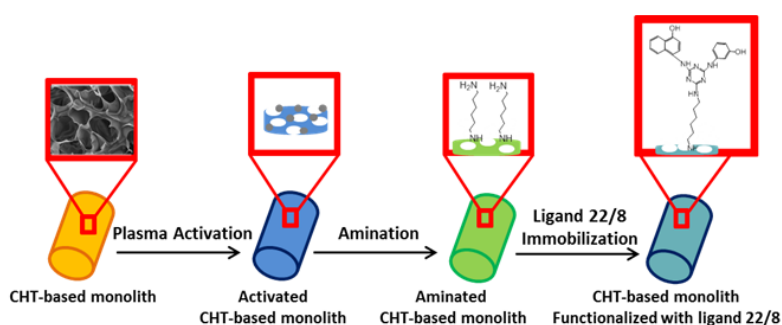 OH
OH
HN
NH
N
N
N
HN
H₂N
H₂N
NH
NH
NH
Plasma Activation
Amination
Ligand 22/8
Immobilization
CHT-based monolith
Activated
CHT-based monolith
Aminated
CHT-based monolith
CHT-based monolith
Functionalized with ligand 22/8